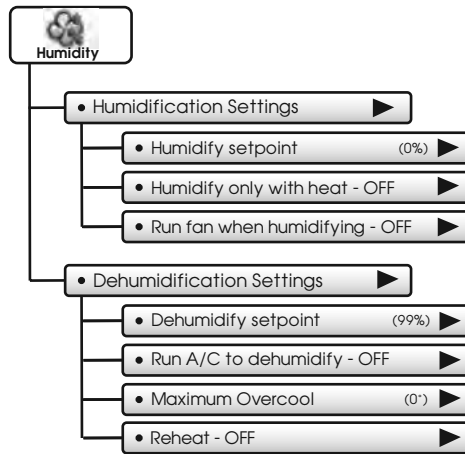 Humidity
• Humidification Settings
• Humidify setpoint (0%)
• Humidify only with heat - OFF
• Run fan when humidifying - OFF
• Dehumidification Settings
• Dehumidify setpoint (99%)
• Run A/C to dehumidify - OFF
• Maximum Overcool (0°)
• Reheat - OFF